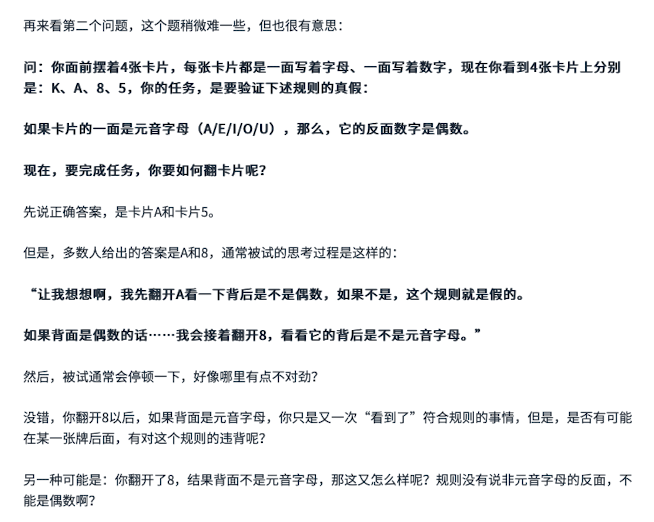 再来看第二个问题，这个题稍微难一些，但也很有意思：
问：你面前摆着4张卡片，每张卡片都是一面写着字母、一面写着数字，现在你看到4张卡片上分别
是：K、A、8、5，你的任务，是要验证下述规则的真假：
如果卡片的一面是元音字母（A/E/I/O/U），那么，它的反面数字是偶数。
现在，要完成任务，你要如何翻卡片呢？
先说正确答案，是卡片A和卡片5。
但是，多数人给出的答案是A和8，通常被试的思考过程是这样的：
“让我想想啊，我先翻开A看一下背后是不是偶数，如果不是，这个规则就是假的。
如果背面是偶数的话……我会接着翻开8，看看它的背后是不是元音字母。”
然后，被试通常会停顿一下，好像哪里有点不对劲？
没错，你翻开8以后，如果背面是元音字母，你只是又一次“看到了”符合规则的事情，但是，是否有可能
在某一张牌后面，有对这个规则的违背呢？
另一种可能是：你翻开了8，结果背面不是元音字母，那这又怎么样呢？规则没有说非元音字母的反面，不
能是偶数啊？